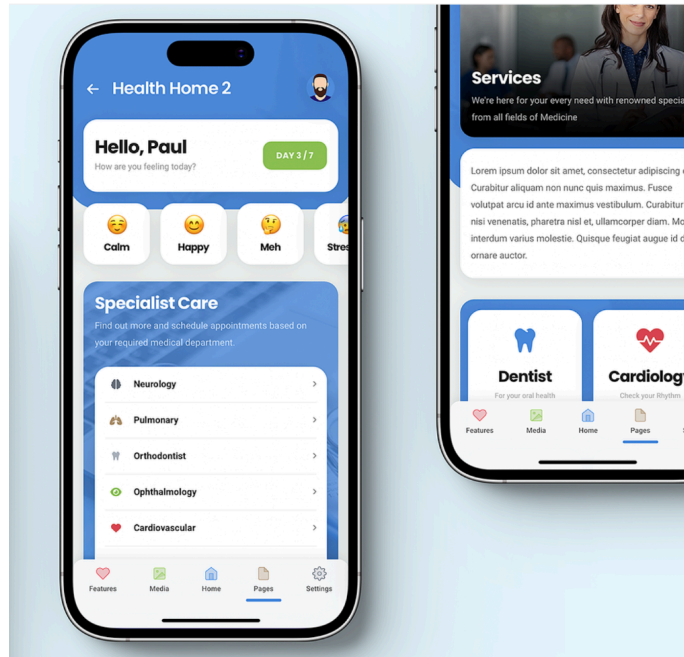 Health Home 2
Hello, Paul
How are you feeling today?
DAY 3 / 7
Calm
Happy
Meh
Stres
Specialist Care
Find out more and schedule appointments based on
your required medical department.
Neurology
Pulmonary
Orthodontist
Ophthalmology
Cardiovascular
Features
Media
Home
Pages
Settings
Services
We're here for your every need with renowned specia
from all fields of Medicine
Lorem ipsum dolor sit amet, consectetur adipiscing
Curabitur aliquam non nunc quis maximus. Fusce
volutpat arcu id ante maximus vestibulum. Curabitur
nisi venenatis, pharetra nisl et, ullamcorper diam. Mo
interdum varius molestie. Quisque feugiat augue id d
ornare auctor.
Dentist
For your oral health
Cardiology
Check your Rhythm
Features
Media
Home
Pages